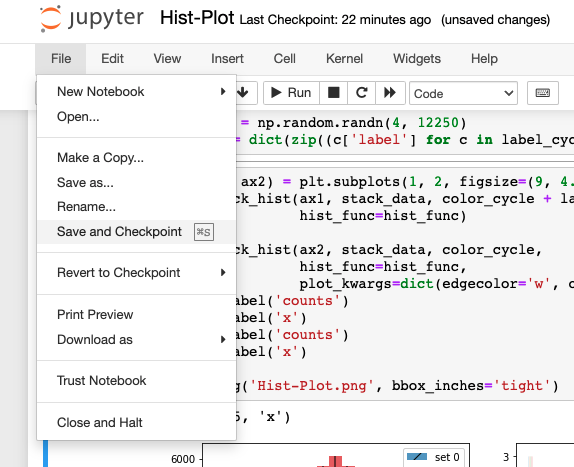 jupyter Hist-Plot Last Checkpoint: 22 minutes ago (unsaved changes)
File Edit View Insert Cell Kernel Widgets Help
New Notebook
Run
Code
Open...
= np.random.randn(4, 12250)
= dict(zip((c['label'] for c in label_cyc
Make a Copy...
Save as...
ax2) = plt.subplots(1, 2, figsize=(9, 4.
ck_hist(ax1, stack_data, color_cycle + la
Rename...
hist_func=hist_func)
Save and Checkpoint ⌘S
ck_hist(ax2, stack_data, color_cycle,
hist_func=hist_func,
Revert to Checkpoint
plot_kwargs=dict(edgecolor='w',
abel('counts')
Print Preview
abel('x')
abel('counts')
Download as
abel('x')
Trust Notebook
g('Hist-Plot.png', bbox_inches='tight')
, 'x')
Close and Halt
6000
set 0
3